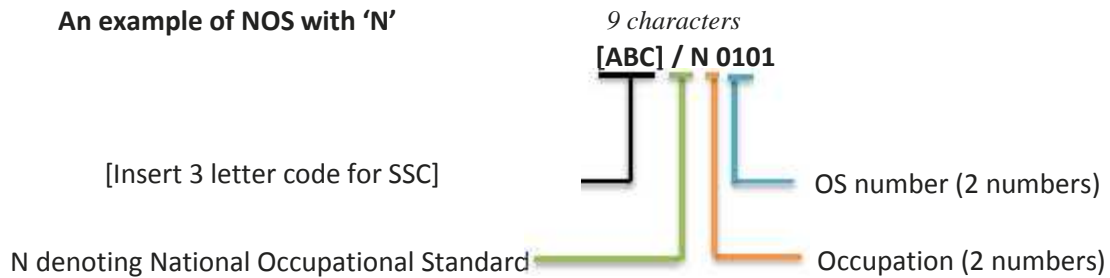 An example of NOS with ‘N’
9 characters
[ABC] / N 0101
[Insert 3 letter code for SSC]
OS number (2 numbers)
N denoting National Occupational Standard
Occupation (2 numbers)